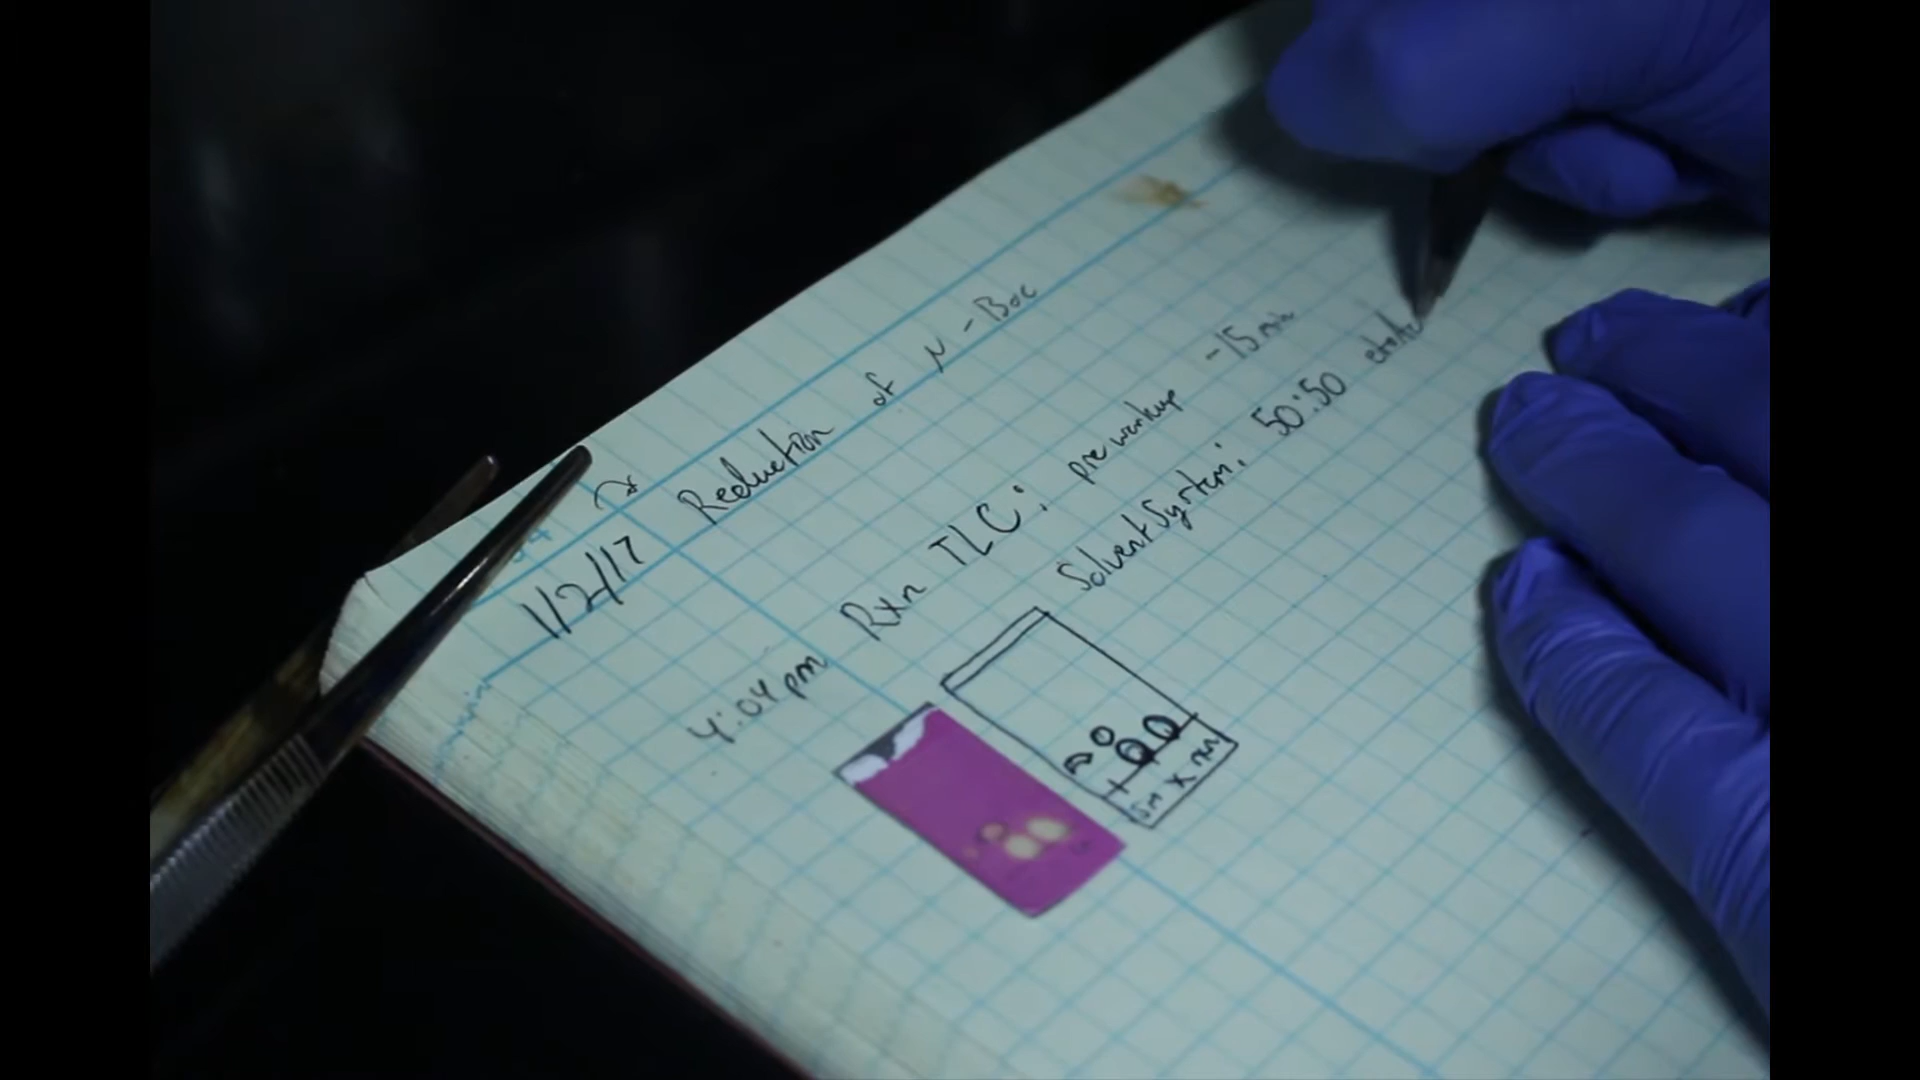 1/24/17 Reduction of N-Boc
4:04 pm Rxn TLC: pre workup -15 min
Solvent System: 50:50
SM X rxn